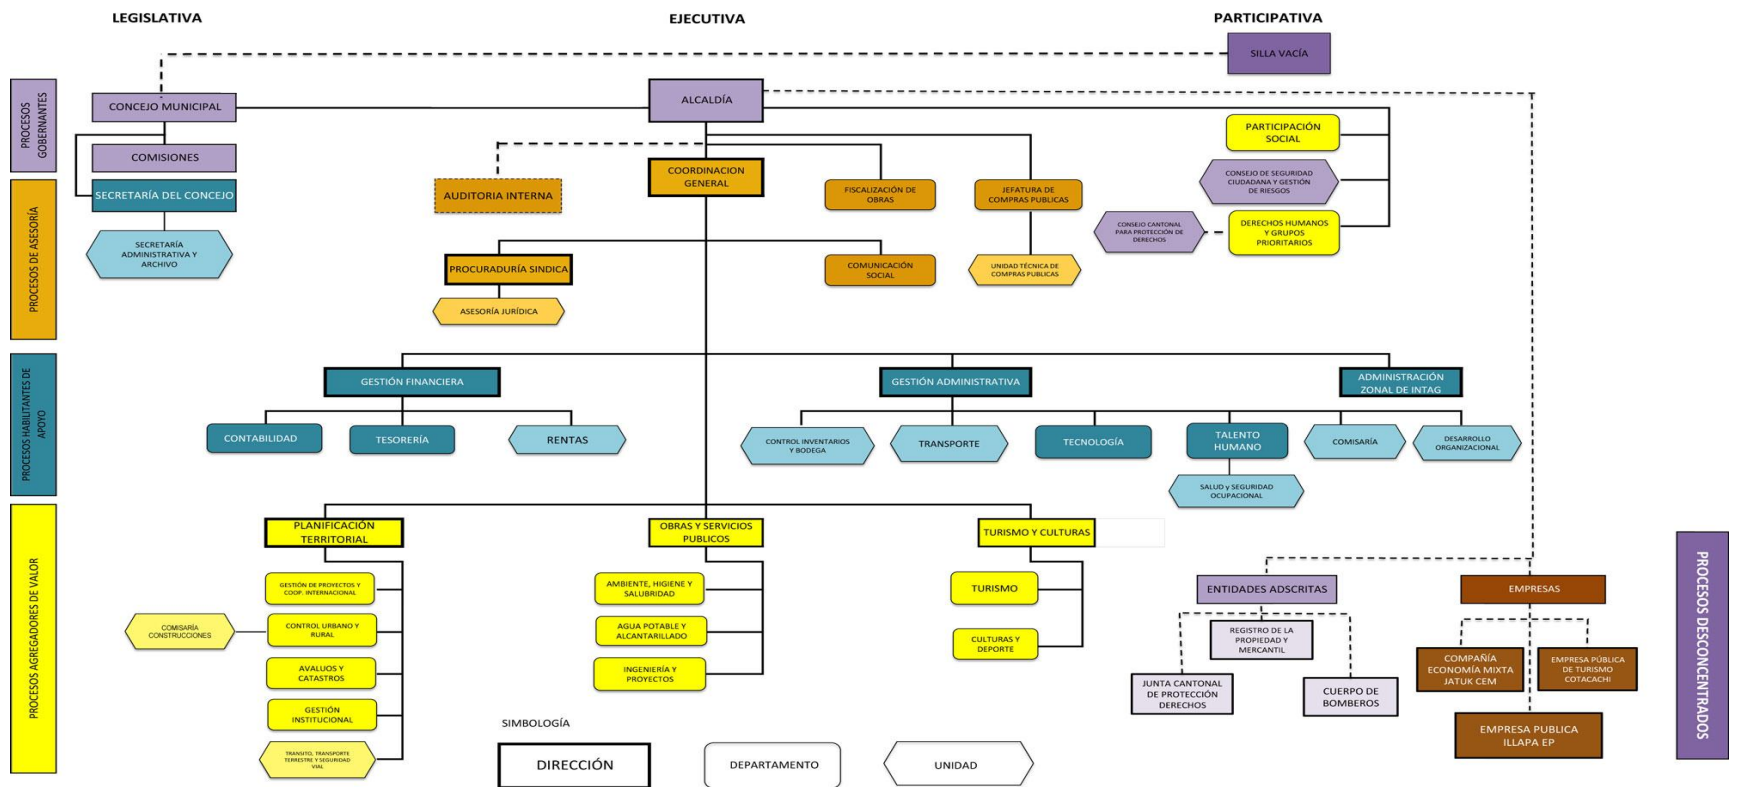 LEGISLATIVA
EJECUTIVA
PARTICIPATIVA
SILLA VACÍA
PROCESOS
GOBERNANTES
CONCEJO MUNICIPAL
ALCALDÍA
COMISIONES
PARTICIPACIÓN
SOCIAL
COORDINACION
GENERAL
CONSEJO DE SEGURIDAD
CIUDADANA Y GESTIÓN
DE RIESGOS
PROCESOS DE ASESORÍA
SECRETARÍA DEL CONCEJO
AUDITORIA INTERNA
FISCALIZACIÓN DE
OBRAS
JEFATURA DE
COMPRAS PUBLICAS
CONSEJO CANTONAL
PARA PROTECCIÓN DE
DERECHOS
DERECHOS HUMANOS
Y GRUPOS
PRIORITARIOS
SECRETARÍA
ADMINISTRATIVA Y
ARCHIVO
PROCURADURÍA SINDICA
COMUNICACIÓN
SOCIAL
UNIDAD TÉCNICA DE
COMPRAS PUBLICAS
ASESORÍA JURÍDICA
PROCESOS HABILITANTES DE
APOYO
GESTIÓN FINANCIERA
GESTIÓN ADMINISTRATIVA
ADMINISTRACIÓN
ZONAL DE INTAG
CONTABILIDAD
TESORERÍA
RENTAS
CONTROL INVENTARIOS
Y BODEGA
TRANSPORTE
TECNOLOGÍA
TALENTO
HUMANO
COMISARÍA
DESARROLLO
ORGANIZACIONAL
SALUD y SEGURIDAD
OCUPACIONAL
PROCESOS AGREGADORES DE VALOR
PLANIFICACIÓN
TERRITORIAL
OBRAS Y SERVICIOS
PUBLICOS
TURISMO Y CULTURAS
GESTIÓN DE PROYECTOS Y
COOP. INTERNACIONAL
AMBIENTE, HIGIENE Y
SALUBRIDAD
TURISMO
ENTIDADES ADSCRITAS
EMPRESAS
COMISARÍA
CONSTRUCCIONES
CONTROL URBANO Y
RURAL
AGUA POTABLE Y
ALCANTARILLADO
CULTURAS Y
DEPORTE
REGISTRO DE LA
PROPIEDAD Y
MERCANTIL
AVALUOS Y
CATASTROS
INGENIERÍA Y
PROYECTOS
COMPAÑÍA
ECONOMÍA MIXTA
JATUK CEM
EMPRESA PÚBLICA
DE TURISMO
COTACACHI
JUNTA CANTONAL
DE PROTECCIÓN
DERECHOS
CUERPO DE
BOMBEROS
GESTIÓN
INSTITUCIONAL
EMPRESA PUBLICA
ILLAPA EP
TRANSITO, TRANSPORTE
TERRESTRE Y SEGURIDAD
VIAL
SIMBOLOGÍA
DIRECCIÓN
DEPARTAMENTO
UNIDAD
PROCESOS DESCONCENTRADOS